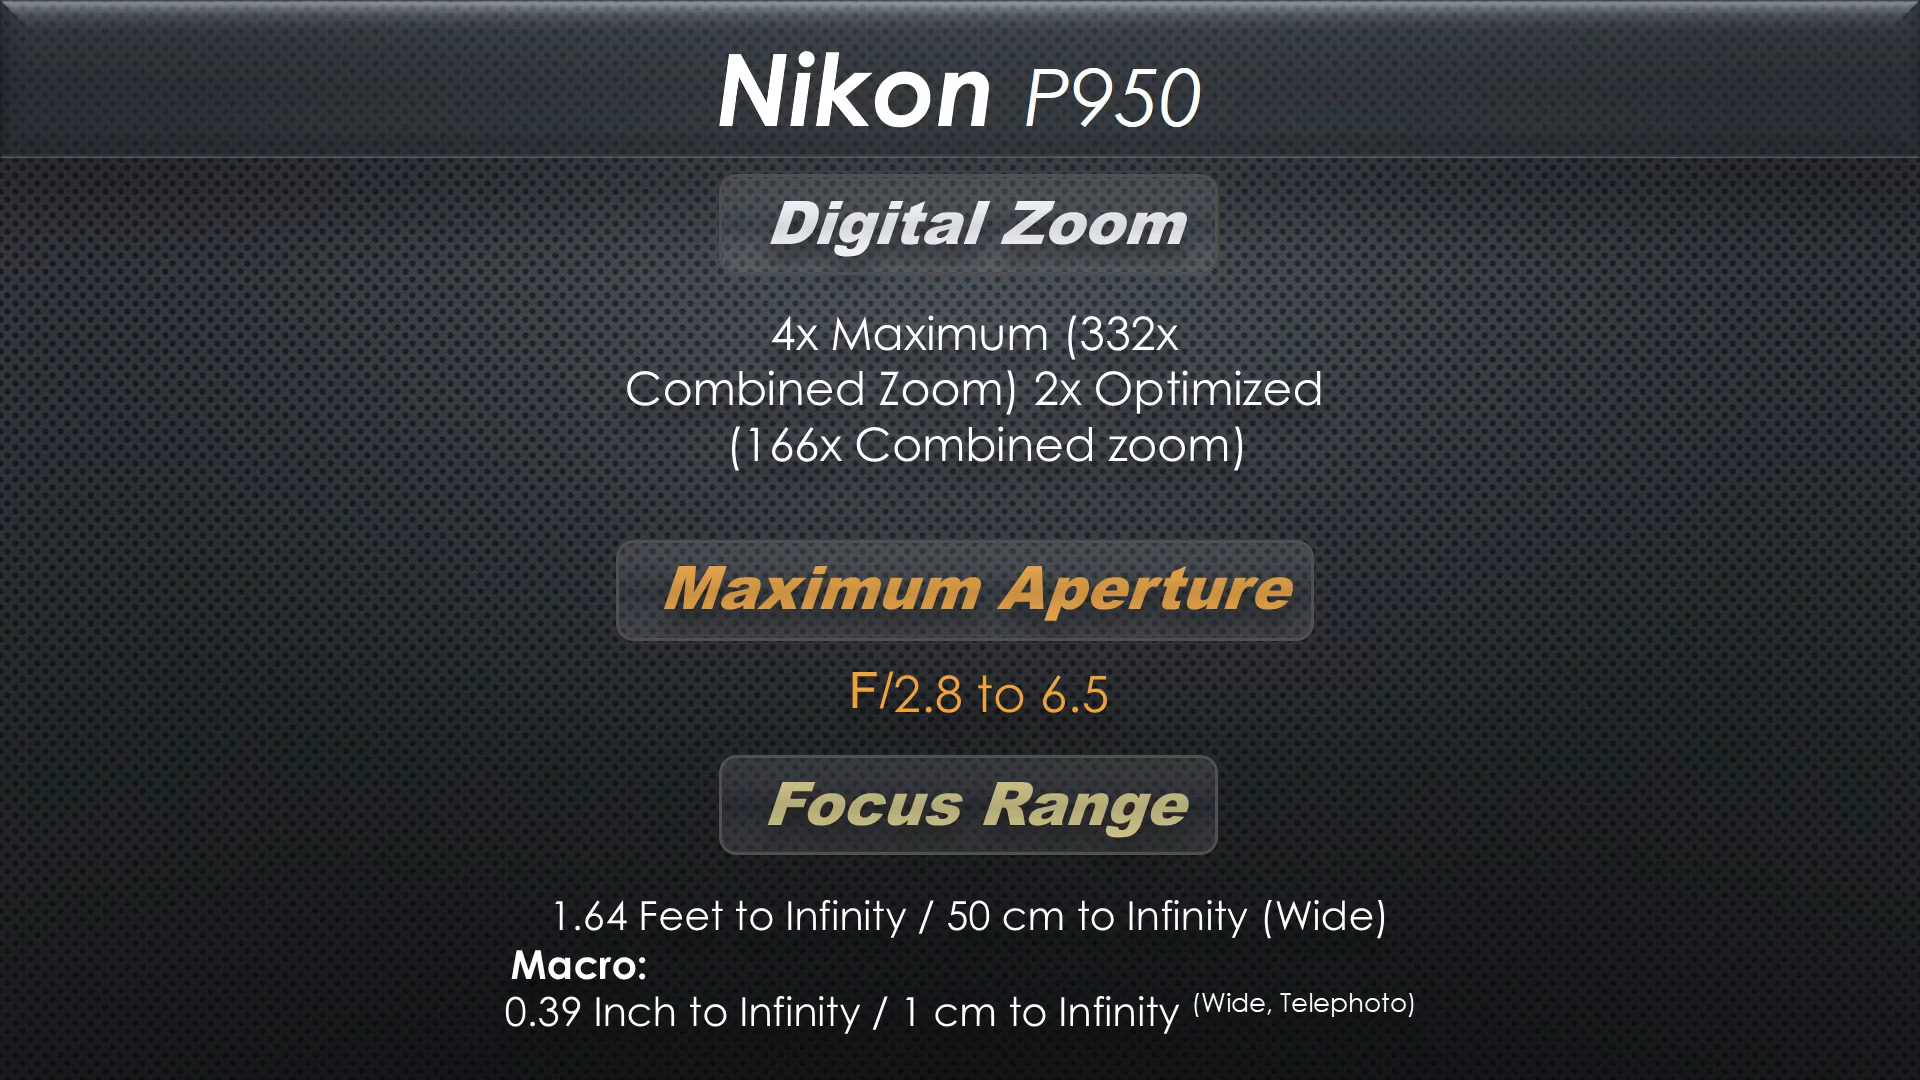 Nikon P950
Digital Zoom
4x Maximum (332x
Combined Zoom) 2x Optimized
(166x Combined zoom)
Maximum Aperture
F/2.8 to 6.5
Focus Range
1.64 Feet to Infinity / 50 cm to Infinity (Wide)
Macro:
0.39 Inch to Infinity / 1 cm to Infinity (Wide, Telephoto)